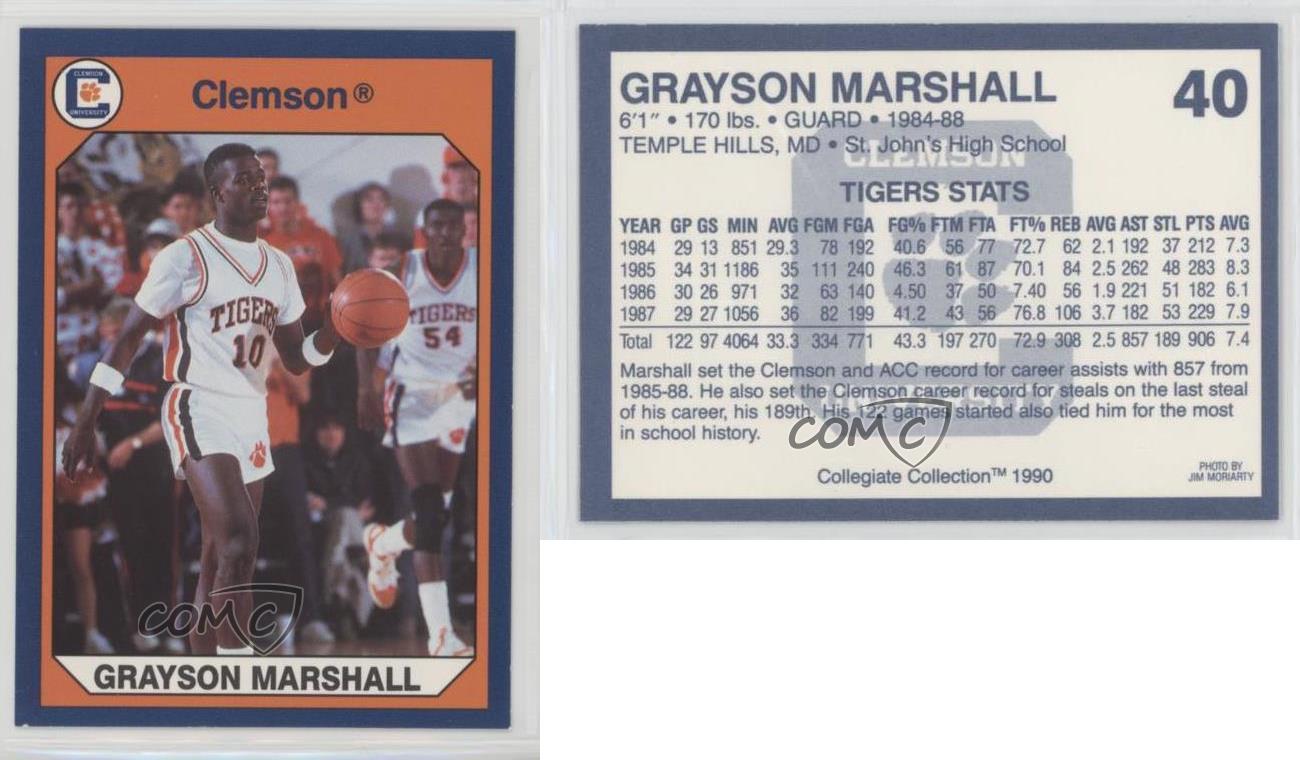 CLEMSON
UNIVERSITY
Clemson®
TIGERS
10
TIGERS
54
COMC
GRAYSON MARSHALL
GRAYSON MARSHALL 40
6'1" • 170 lbs. • GUARD • 1984-88
TEMPLE HILLS, MD • St. John's High School
CLEMSON
TIGERS STATS
YEAR GP GS MIN AVG FGM FGA FG% FTM FTA FT% REB AVG AST STL PTS AVG
1984 29 13 851 29.3 78 192 40.6 56 77 72.7 62 2.1 192 37 212 7.3
1985 34 31 1186 35 111 240 46.3 61 87 70.1 84 2.5 262 48 283 8.3
1986 30 26 971 32 63 140 4.50 37 50 7.40 56 1.9 221 51 182 6.1
1987 29 27 1056 36 82 199 41.2 43 56 76.8 106 3.7 182 53 229 7.9
Total 122 97 4064 33.3 334 771 43.3 197 270 72.9 308 2.5 857 189 906 7.4
Marshall set the Clemson and ACC record for career assists with 857 from
1985-88. He also set the Clemson career record for steals on the last steal
of his career, his 189th. His 122 games started also tied him for the most
in school history.
COMC
Collegiate Collection™ 1990
PHOTO BY
JIM MORIARTY